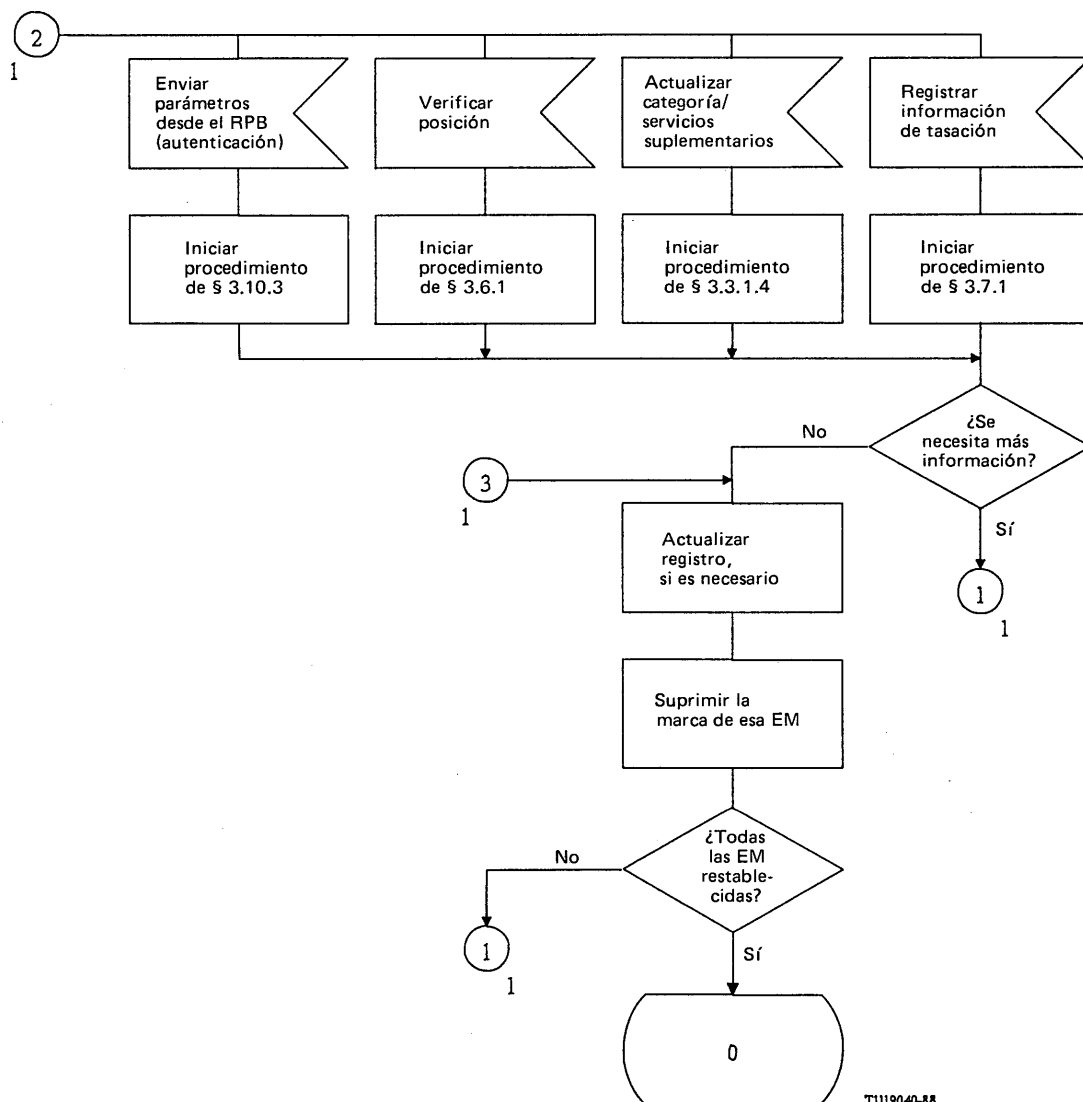 2
1
Enviar
parámetros
desde el RPB
(autenticación)
Verificar
posición
Actualizar
categoría/
servicios
suplementarios
Registrar
información
de tasación
Iniciar
procedimiento
de § 3.10.3
Iniciar
procedimiento
de § 3.6.1
Iniciar
procedimiento
de § 3.3.1.4
Iniciar
procedimiento
de § 3.7.1
¿Se
necesita más
información?
No
Sí
1
1
3
1
Actualizar
registro,
si es necesario
Suprimir la
marca de esa EM
¿Todas
las EM
restable-
cidas?
No
1
1
Sí
0
T1119040-88